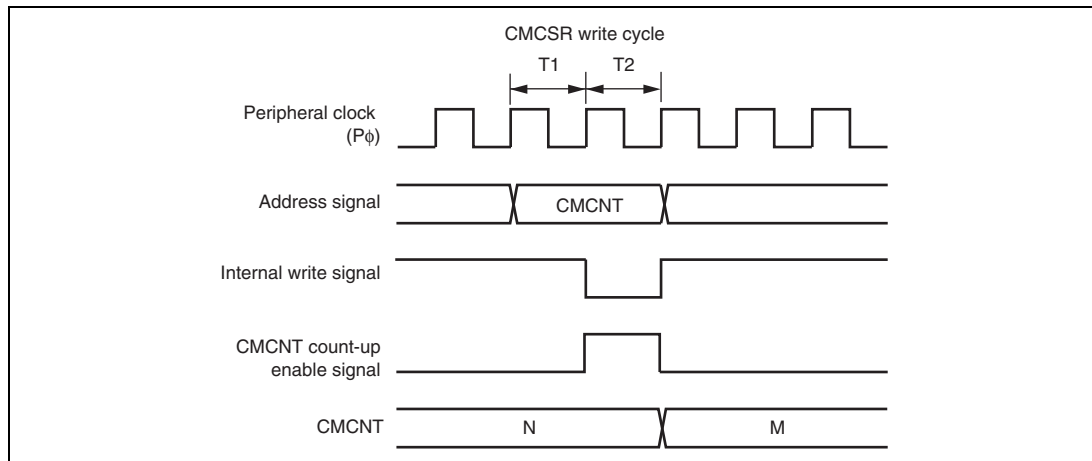 CMCSR write cycle
T1 T2
Peripheral clock
(Pϕ)
Address signal
CMCNT
Internal write signal
CMCNT count-up
enable signal
CMCNT
N
M